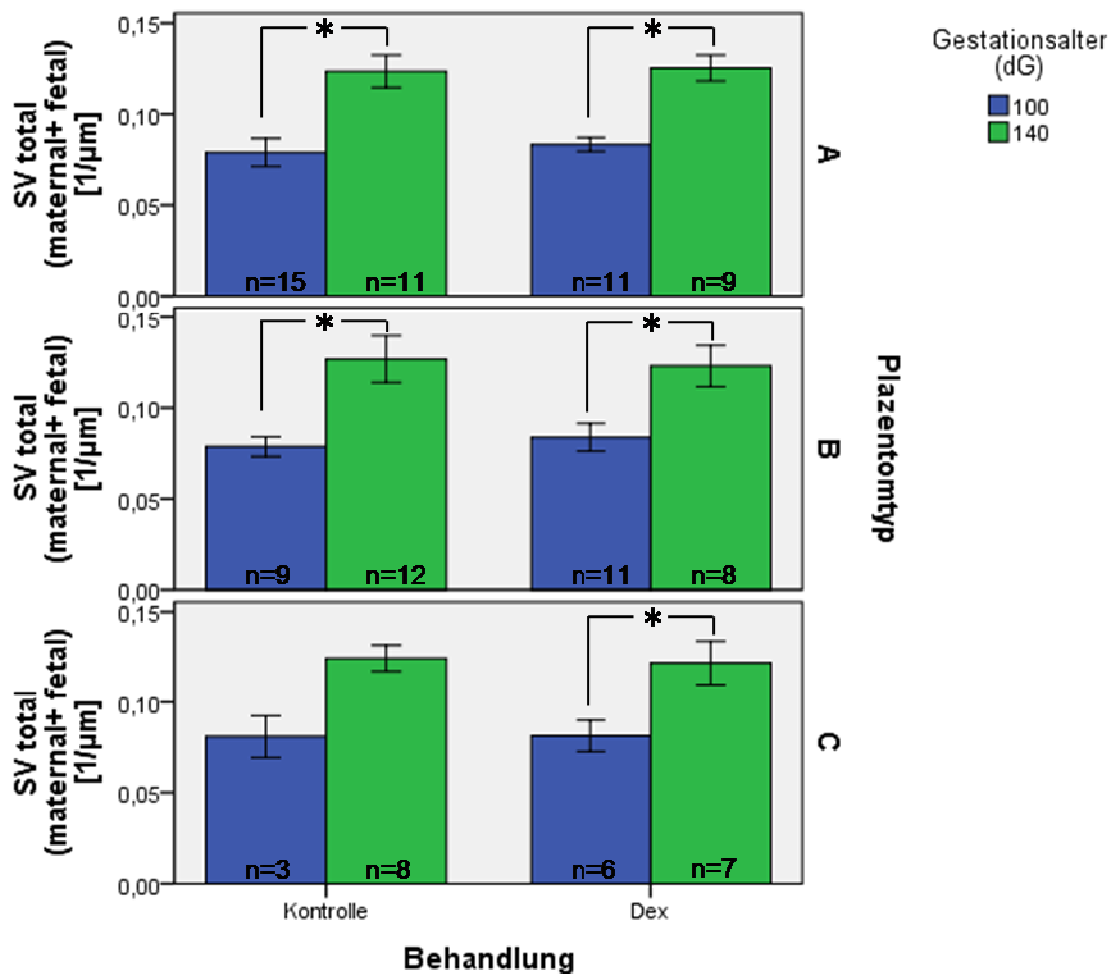 Gestationsalter
(dG)
100
140
SV total
(maternal+ fetal)
[1/µm]
0,15
0,10
0,05
0,00
*
*
n=15
n=11
n=11
n=9
A
SV total
(maternal+ fetal)
[1/µm]
0,15
0,10
0,05
0,00
*
*
n=9
n=12
n=11
n=8
B
Plazentomtyp
SV total
(maternal+ fetal)
[1/µm]
0,15
0,10
0,05
0,00
*
n=3
n=8
n=6
n=7
C
Kontrolle
Dex
Behandlung